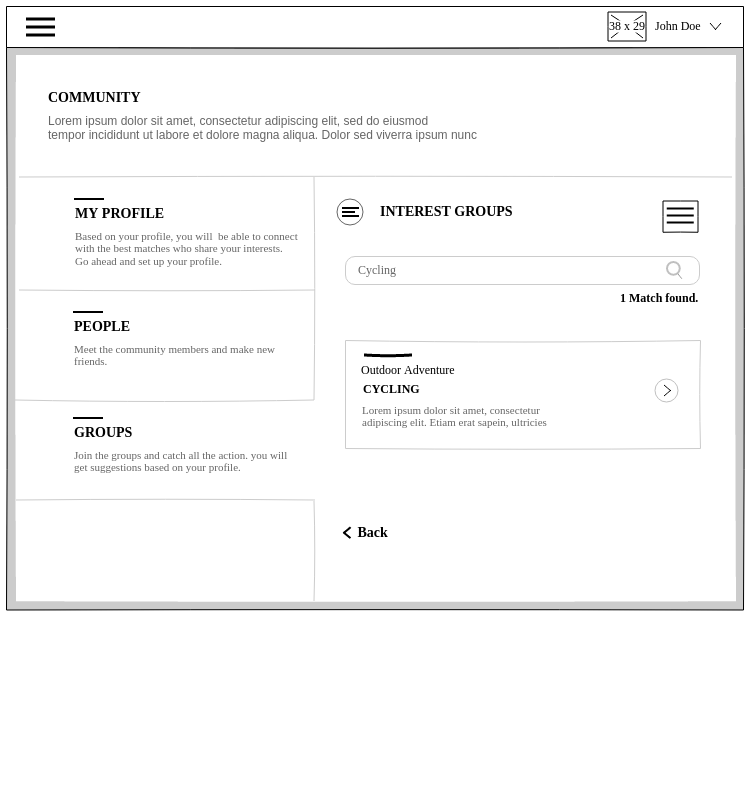 38 x 29
John Doe
COMMUNITY
Lorem ipsum dolor sit amet, consectetur adipiscing elit, sed do eiusmod
tempor incididunt ut labore et dolore magna aliqua. Dolor sed viverra ipsum nunc
MY PROFILE
Based on your profile, you will  be able to connect
with the best matches who share your interests.
Go ahead and set up your profile.
PEOPLE
Meet the community members and make new
friends.
GROUPS
Join the groups and catch all the action. you will
get suggestions based on your profile.
INTEREST GROUPS
Cycling
1 Match found.
Outdoor Adventure
CYCLING
Lorem ipsum dolor sit amet, consectetur
adipiscing elit. Etiam erat sapein, ultricies
Back